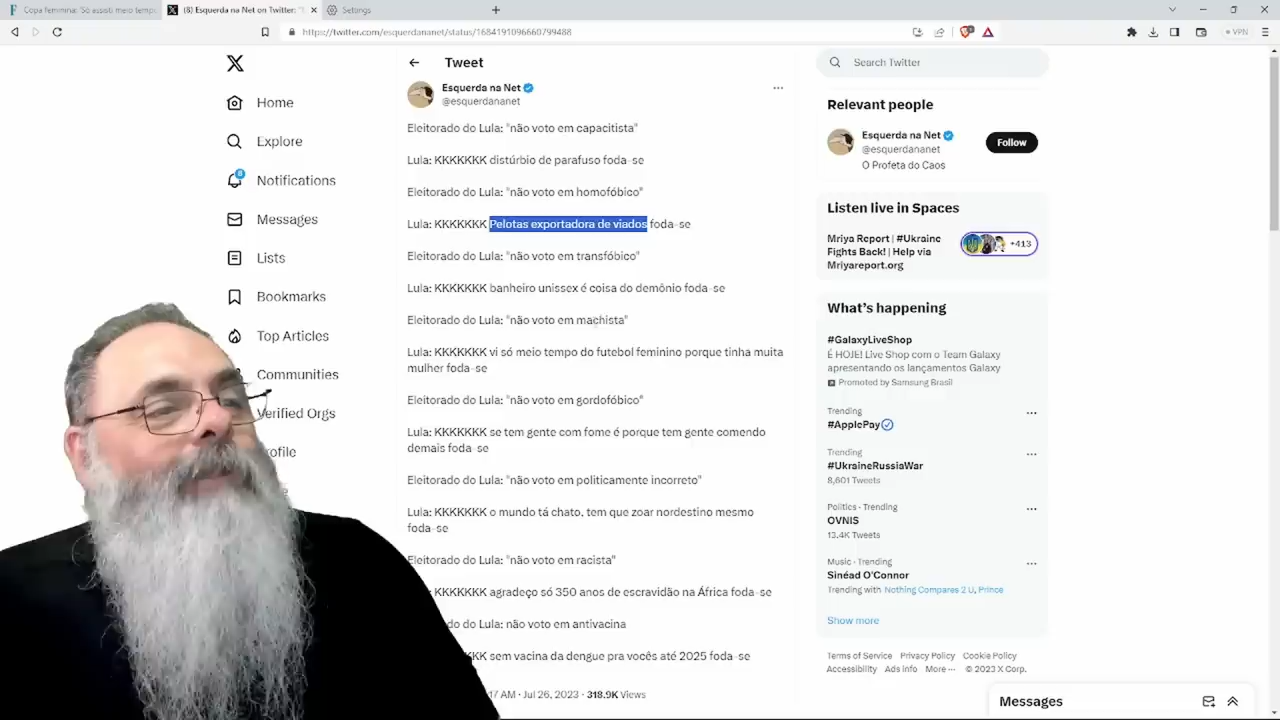 Copa feminina: Só assisti meio tempo
(8) Esquerda na Net on Twitter: "
Settings
https://twitter.com/esquerdananet/status/1684191096660799488
VPN
Home
Explore
8
Notifications
Messages
Lists
Bookmarks
Top Articles
Communities
Verified Orgs
rofile
Tweet
Esquerda na Net
@esquerdananet
Eleitorado do Lula: "não voto em capacitista"
Lula: KKKKKKK distúrbio de parafuso foda-se
Eleitorado do Lula: "não voto em homofóbico"
Lula: KKKKKKK Pelotas exportadora de viados foda-se
Eleitorado do Lula: "não voto em transfóbico"
Lula: KKKKKKK banheiro unissex é coisa do demônio foda-se
Eleitorado do Lula: "não voto em machista"
Lula: KKKKKKK vi só meio tempo do futebol feminino porque tinha muita
mulher foda-se
Eleitorado do Lula: "não voto em gordofóbico"
Lula: KKKKKKK se tem gente com fome é porque tem gente comendo
demais foda-se
Eleitorado do Lula: "não voto em politicamente incorreto"
Lula: KKKKKKK o mundo tá chato, tem que zoar nordestino mesmo
foda-se
Eleitorado do Lula: "não voto em racista"
KKKK agradeço só 350 anos de escravidão na África foda-se
do do Lula: não voto em antivacina
KK sem vacina da dengue pra vocês até 2025 foda-se
17 AM · Jul 26, 2023 · 318.9K Views
Search Twitter
Relevant people
Esquerda na Net
@esquerdananet
O Profeta do Caos
Follow
Listen live in Spaces
Mriya Report | #Ukraine
Fights Back! | Help via
Mriyareport.org
+413
What's happening
#GalaxyLiveShop
É HOJE! Live Shop com o Team Galaxy
apresentando os lançamentos Galaxy
Promoted by Samsung Brasil
Trending
#ApplePay
Trending
#UkraineRussiaWar
8,601 Tweets
Politics · Trending
OVNIS
13.4K Tweets
Music · Trending
Sinéad O'Connor
Trending with Nothing Compares 2 U, Prince
Show more
Terms of Service Privacy Policy Cookie Policy
Accessibility Ads info More ··· © 2023 X Corp.
Messages